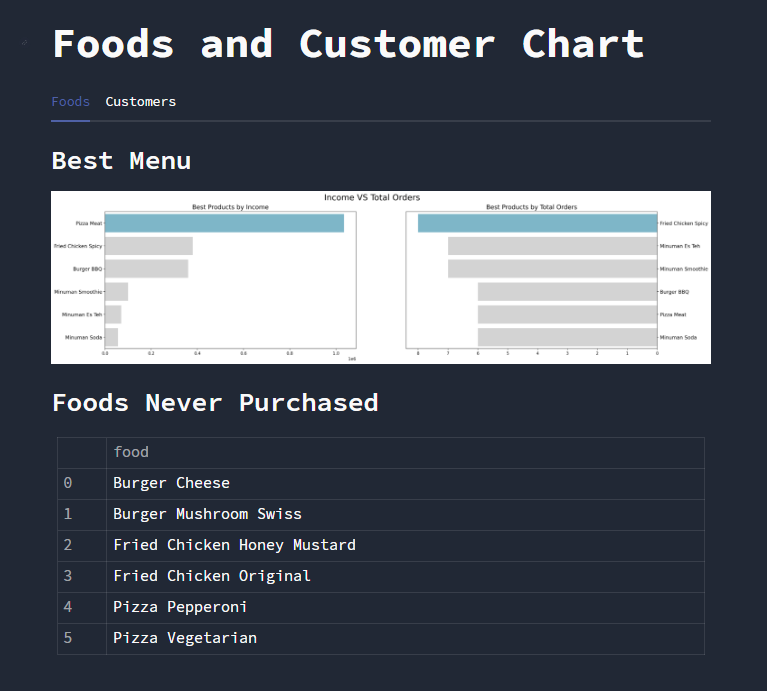 Foods and Customer Chart
Foods Customers
Best Menu
Income VS Total Orders
Best Products by Income
Pizza Meat
Fried Chicken Spicy
Burger BBQ
Minuman Smoothie
Minuman Es Teh
Minuman Soda
0.0 0.2 0.4 0.6 0.8 1.0
1e6
Best Products by Total Orders
Fried Chicken Spicy
Minuman Es Teh
Minuman Smoothie
Burger BBQ
Pizza Meat
Minuman Soda
8 7 6 5 4 3 2 1 0
Foods Never Purchased
food
0 Burger Cheese
1 Burger Mushroom Swiss
2 Fried Chicken Honey Mustard
3 Fried Chicken Original
4 Pizza Pepperoni
5 Pizza Vegetarian